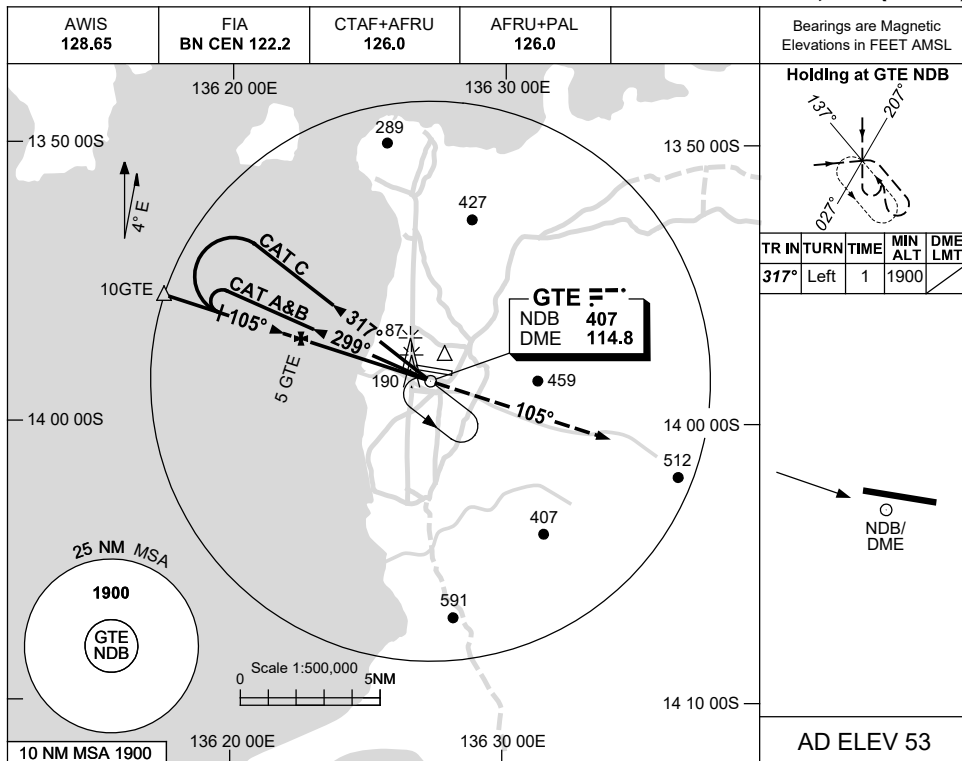 AWIS
128.65
FIA
BN CEN 122.2
CTAF+AFRU
126.0
AFRU+PAL
126.0
Bearings are Magnetic
Elevations in FEET AMSL
136 20 00E
136 30 00E
13 50 00S
13 50 00S
4° E
289
427
CAT C
10GTE
CAT A&B
105°
317°
299°
87
5 GTE
190
GTE
NDB 407
DME 114.8
459
105°
14 00 00S
14 00 00S
512
407
591
25 NM MSA
1900
GTE
NDB
Scale 1:500,000
0
5NM
14 10 00S
10 NM MSA 1900
136 20 00E
136 30 00E
Holding at GTE NDB
137°
207°
027°
TR IN TURN TIME MIN ALT DME LMT
317° Left 1 1900
NDB/
DME
AD ELEV 53